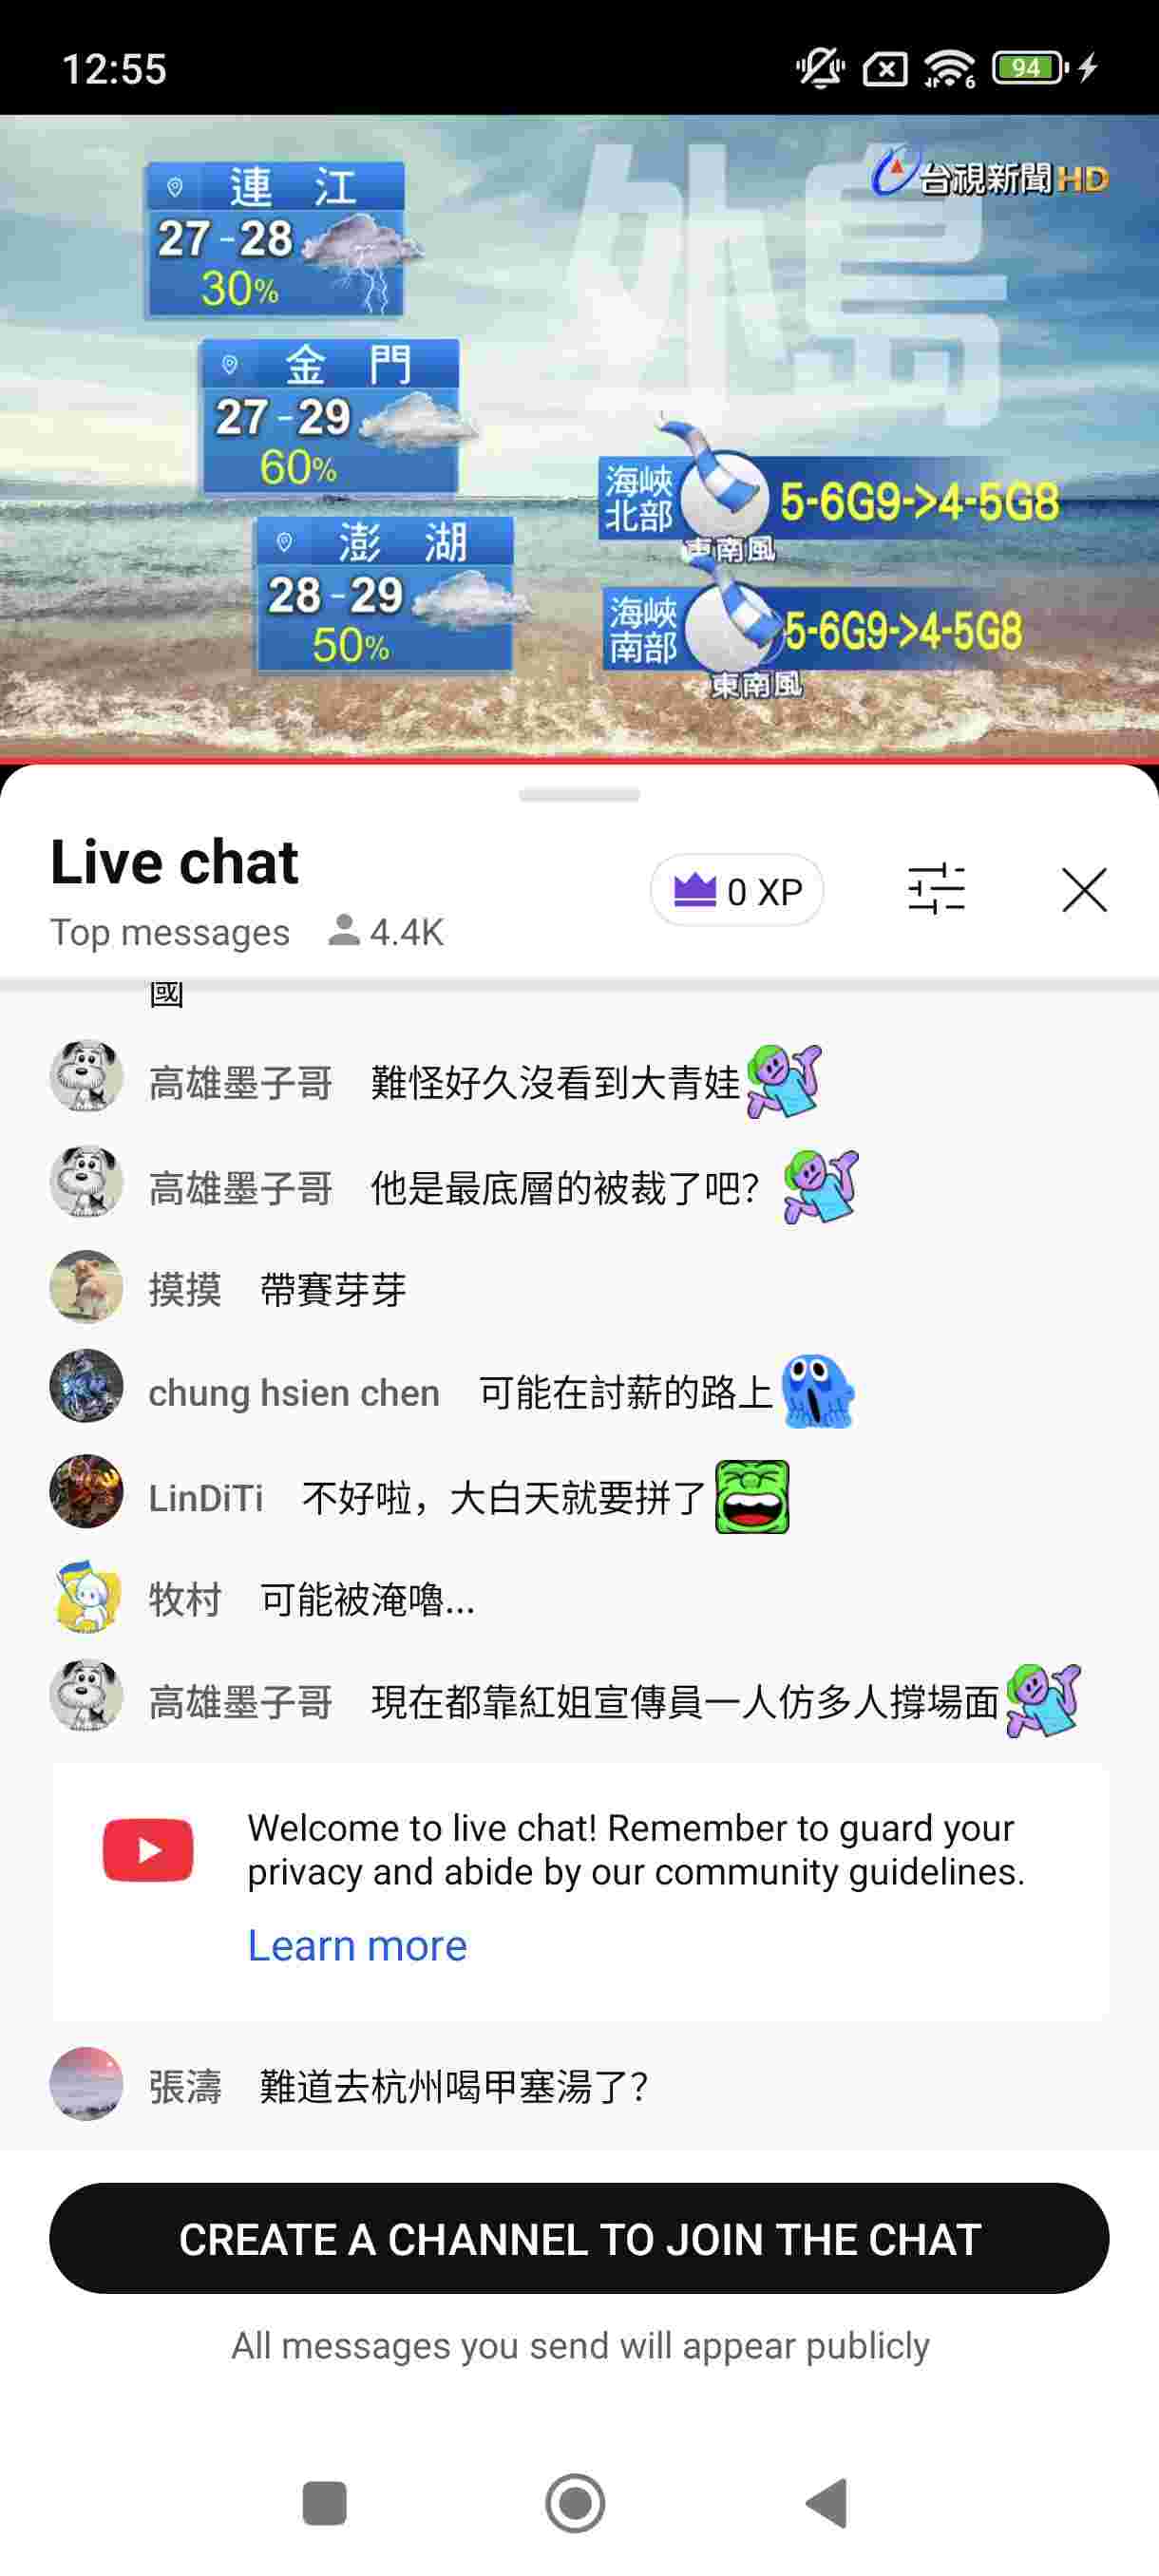 12:55
94
台視新聞HD
外島
連江
27-28
30%
金門
27-29
60%
澎湖
28-29
50%
海峽北部
5-6G9->4-5G8
東南風
海峽南部
5-6G9->4-5G8
東南風
Live chat
0 XP
Top messages 4.4K
國
高雄墨子哥 難怪好久沒看到大青娃
高雄墨子哥 他是最底層的被裁了吧?
摸摸 帶賽芽芽
chung hsien chen 可能在討薪的路上
LinDiTi 不好啦，大白天就要拼了
牧村 可能被淹嚕...
高雄墨子哥 現在都靠紅姐宣傳員一人仿多人撐場面
Welcome to live chat! Remember to guard your
privacy and abide by our community guidelines.
Learn more
張濤 難道去杭州喝甲塞湯了?
CREATE A CHANNEL TO JOIN THE CHAT
All messages you send will appear publicly